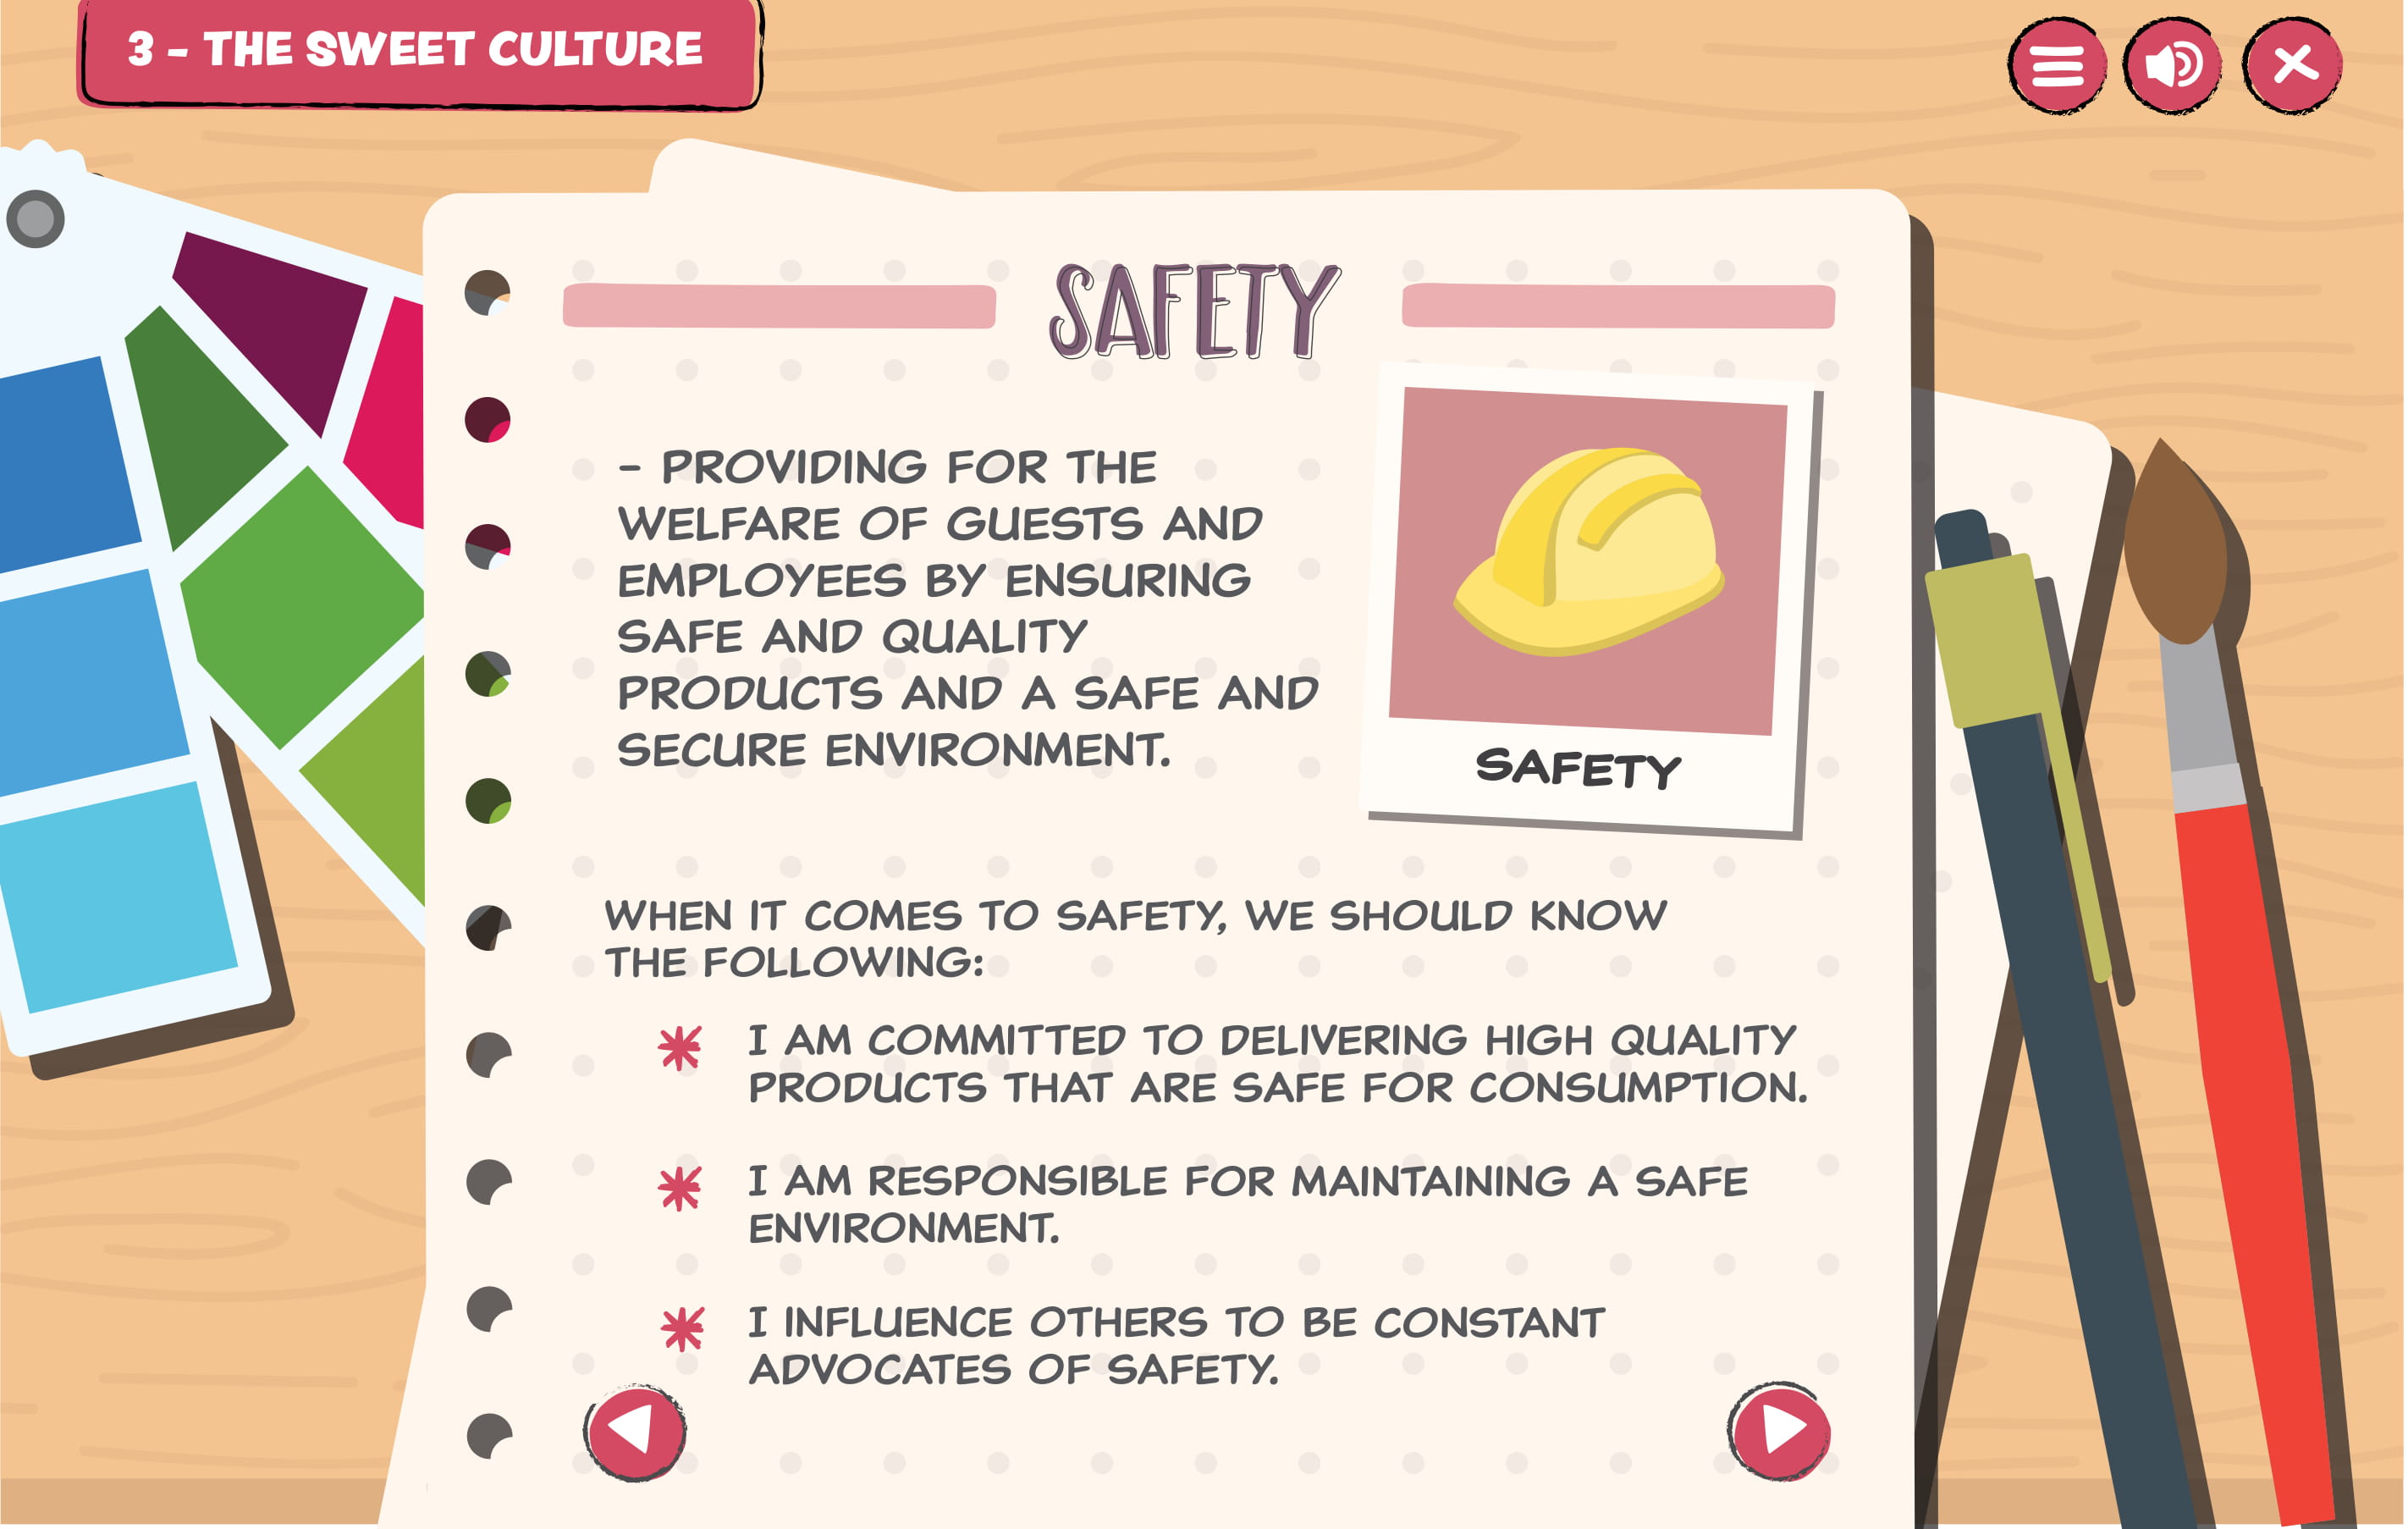 3 - THE SWEET CULTURE
SAFETY
- PROVIDING FOR THE
WELFARE OF GUESTS AND
EMPLOYEES BY ENSURING
SAFE AND QUALITY
PRODUCTS AND A SAFE AND
SECURE ENVIRONMENT.
SAFETY
WHEN IT COMES TO SAFETY, WE SHOULD KNOW
THE FOLLOWING:
I AM COMMITTED TO DELIVERING HIGH QUALITY
PRODUCTS THAT ARE SAFE FOR CONSUMPTION.
I AM RESPONSIBLE FOR MAINTAINING A SAFE
ENVIRONMENT.
I INFLUENCE OTHERS TO BE CONSTANT
ADVOCATES OF SAFETY.